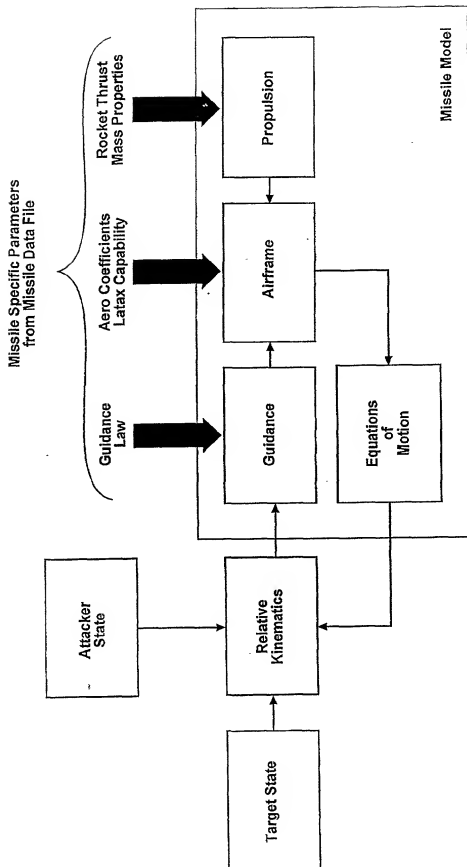 Missile Specific Parameters
from Missile Data File
Guidance
Law
Aero Coefficients
Latax Capability
Rocket Thrust
Mass Properties
Attacker
State
Target State
Relative
Kinematics
Guidance
Airframe
Propulsion
Equations
of
Motion
Missile Model